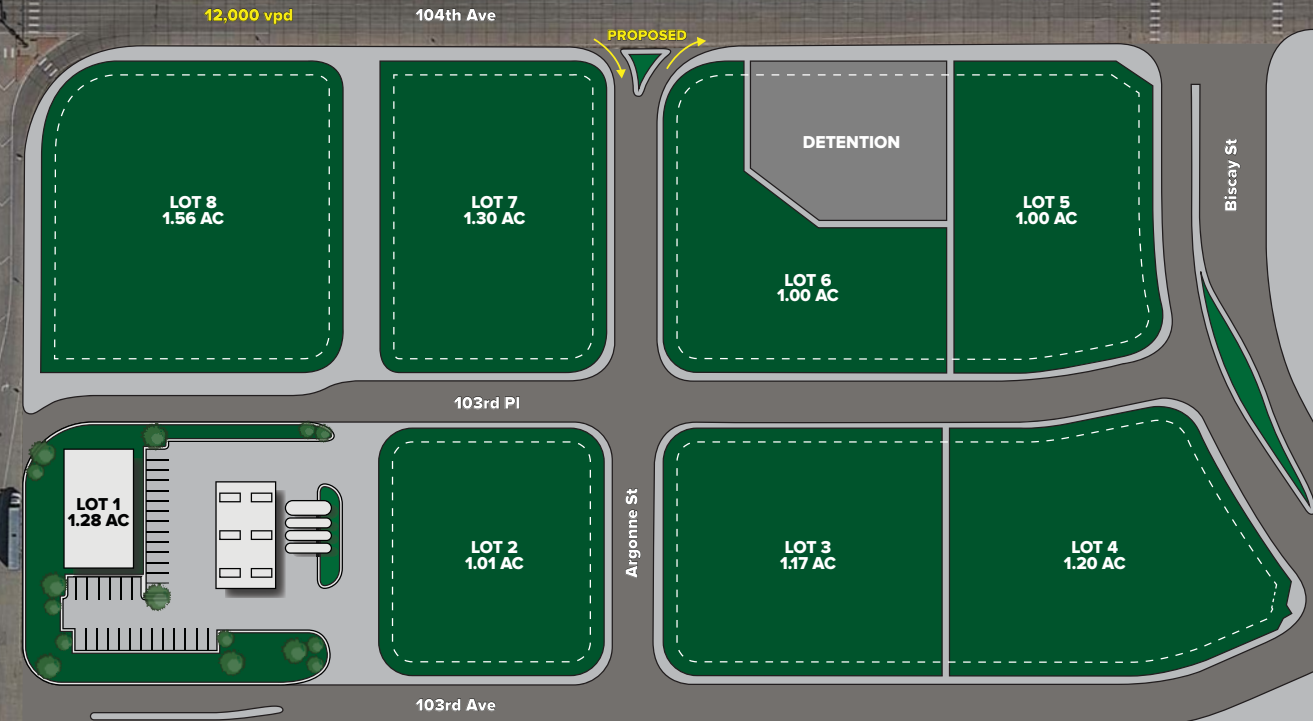 12,000 vpd
104th Ave
PROPOSED
DETENTION
Biscay St
LOT 8
1.56 AC
LOT 7
1.30 AC
LOT 5
1.00 AC
LOT 6
1.00 AC
103rd Pl
LOT 1
1.28 AC
Argonne St
LOT 2
1.01 AC
LOT 3
1.17 AC
LOT 4
1.20 AC
103rd Ave